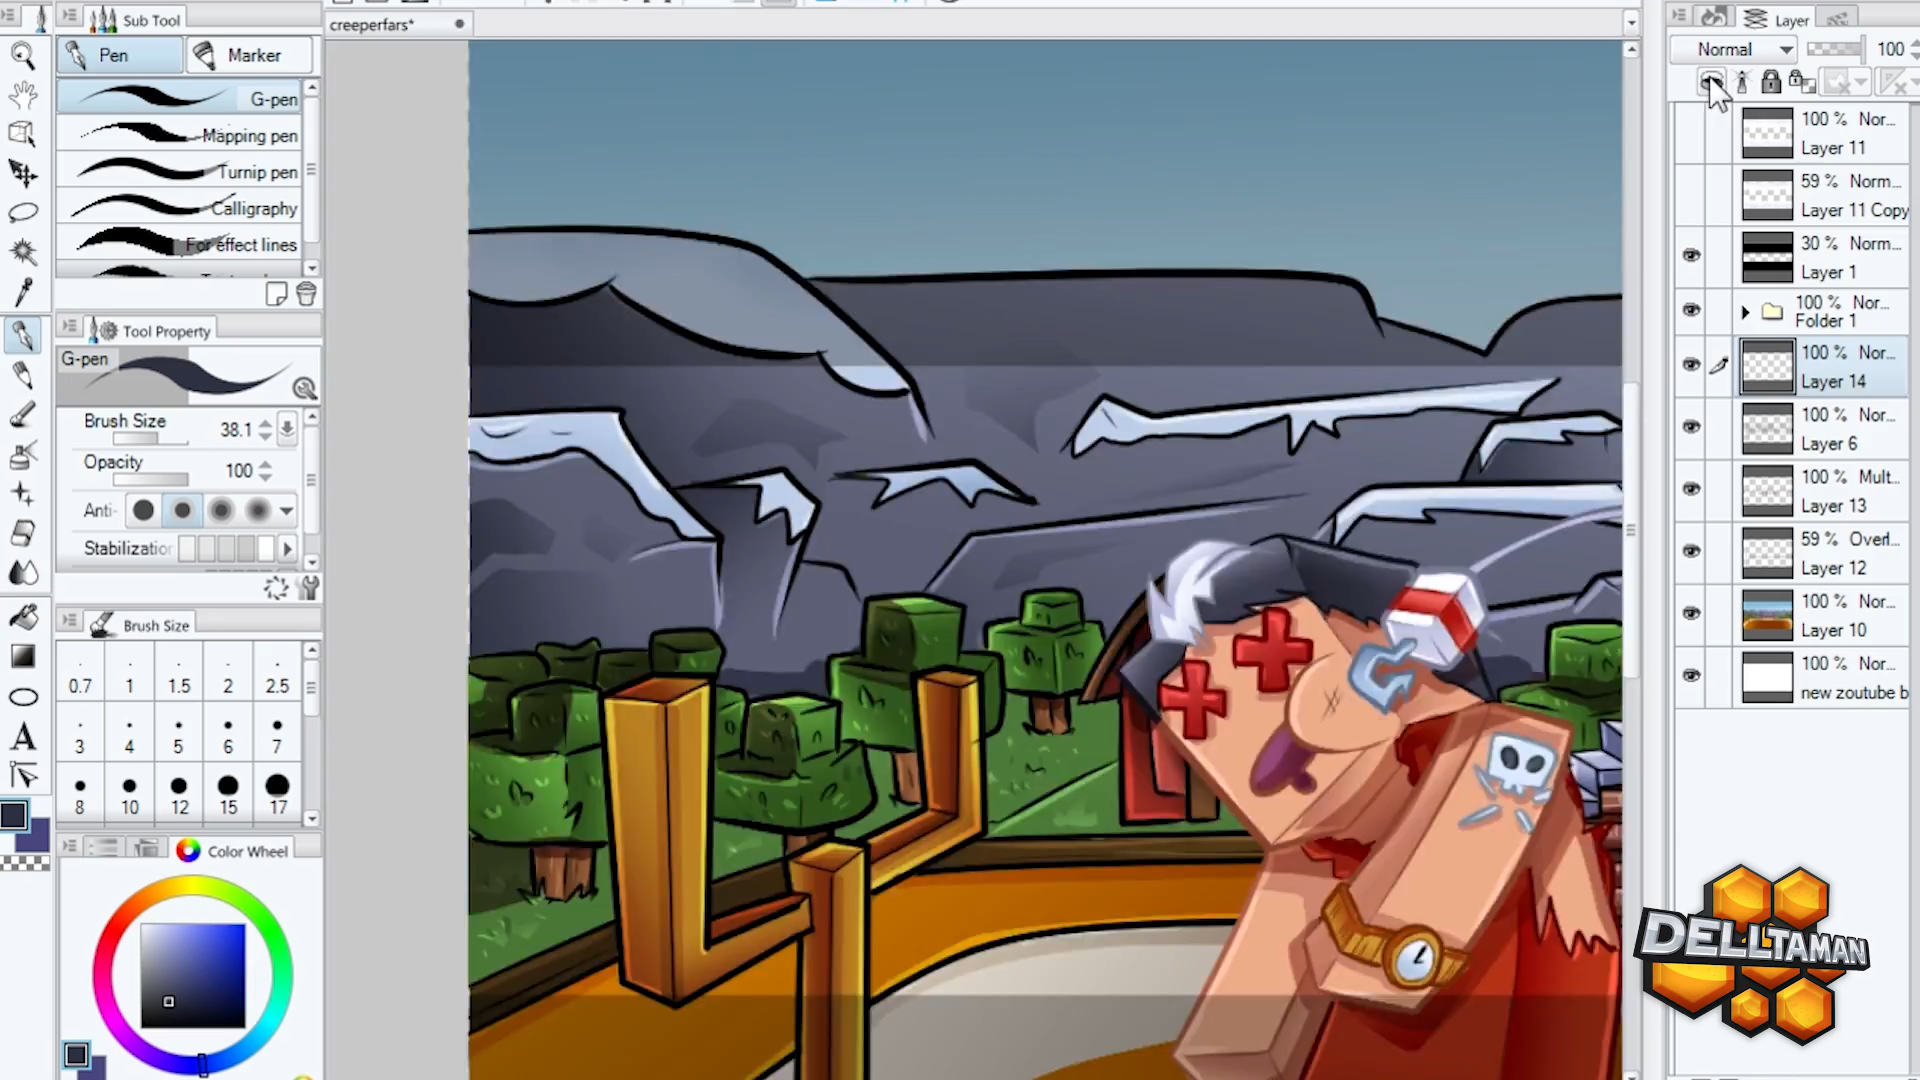 Sub Tool
Pen
Marker
G-pen
Mapping pen
Turnip pen
Calligraphy
For effect lines
Tool Property
G-pen
Brush Size
38.1
Opacity
100
Anti-
Stabilizatior
Brush Size
0.7 1 1.5 2 2.5
3 4 5 6 7
8 10 12 15 17
Color Wheel
creeperfars*
Layer
Normal
100
100 % Nor...
Layer 11
59 % Norm...
Layer 11 Copy
30 % Norm...
Layer 1
100 % Nor...
Folder 1
100 % Nor...
Layer 14
100 % Nor...
Layer 6
100 % Mult...
Layer 13
59 % Overl...
Layer 12
100 % Nor...
Layer 10
100 % Nor...
new zoutube b
DELLTAMAN